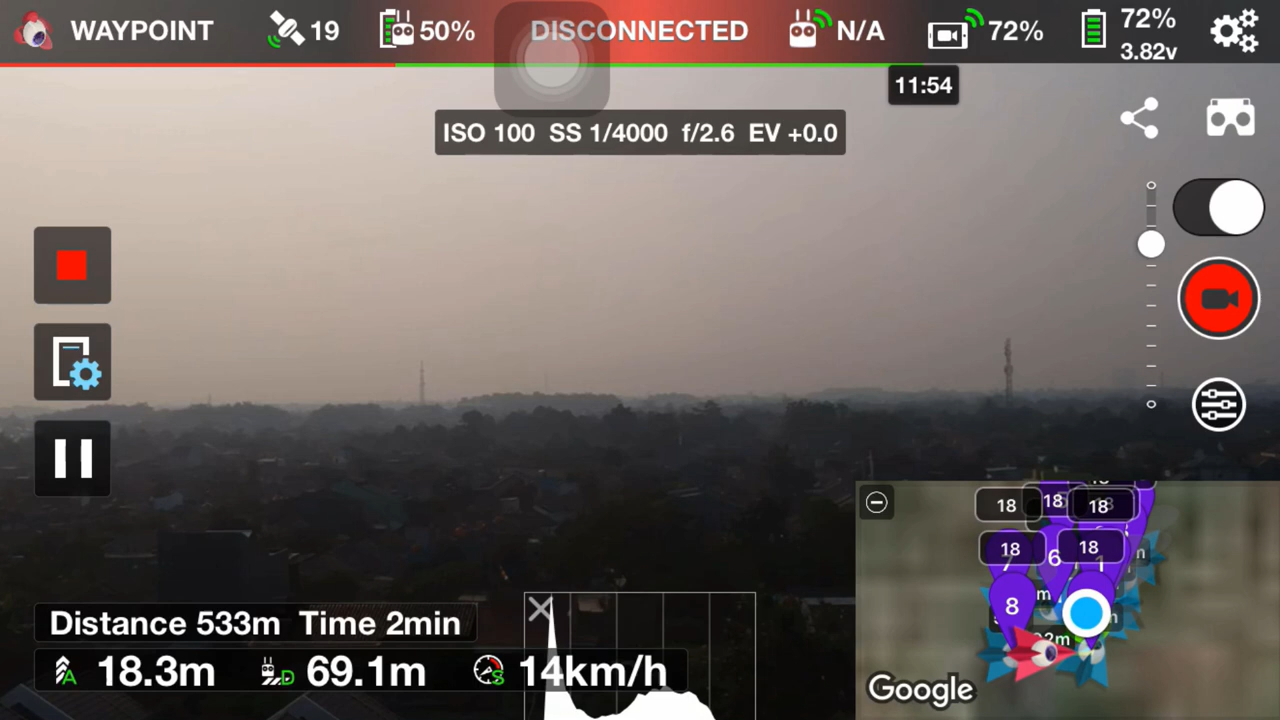 WAYPOINT 19 50% DISCONNECTED N/A 72% 72%
3.82v
11:54
ISO 100 SS 1/4000 f/2.6 EV +0.0
18 18 18
18 6 18
8
Distance 533m Time 2min
A 18.3m D 69.1m S 14km/h
Google